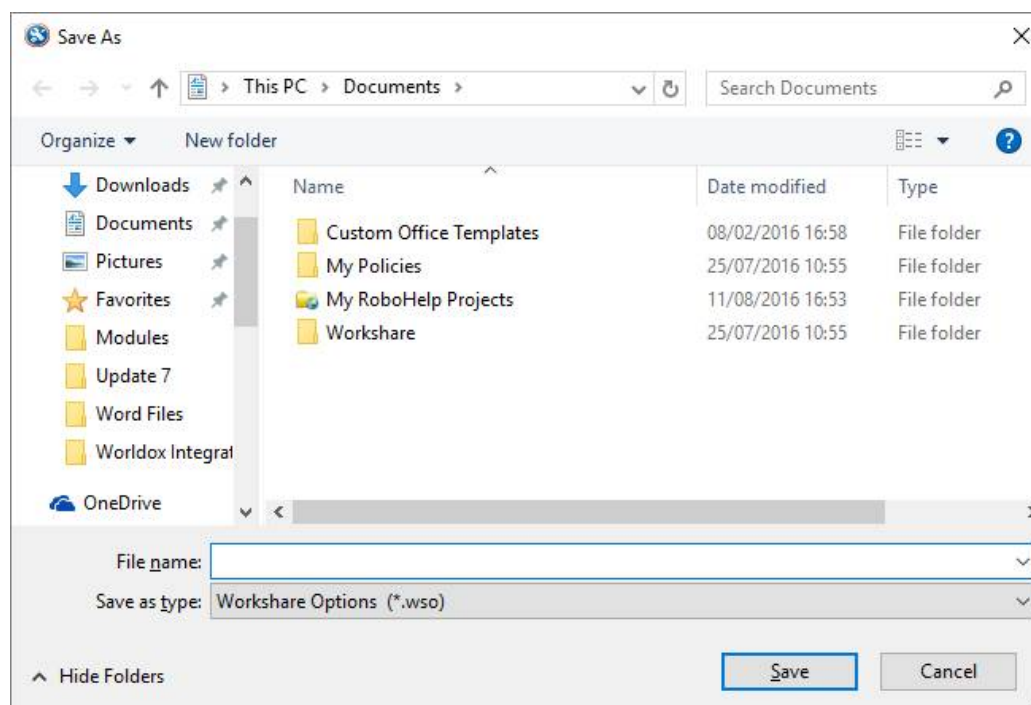 Save As
This PC > Documents >
Search Documents
Organize
New folder
?
Downloads
Documents
Pictures
Favorites
Modules
Update 7
Word Files
Worldox Integrat
OneDrive
Name Date modified Type
Custom Office Templates 08/02/2016 16:58 File folder
My Policies 25/07/2016 10:55 File folder
My RoboHelp Projects 11/08/2016 16:53 File folder
Workshare 25/07/2016 10:55 File folder
File name:
Save as type: Workshare Options (*.wso)
Hide Folders
Save
Cancel